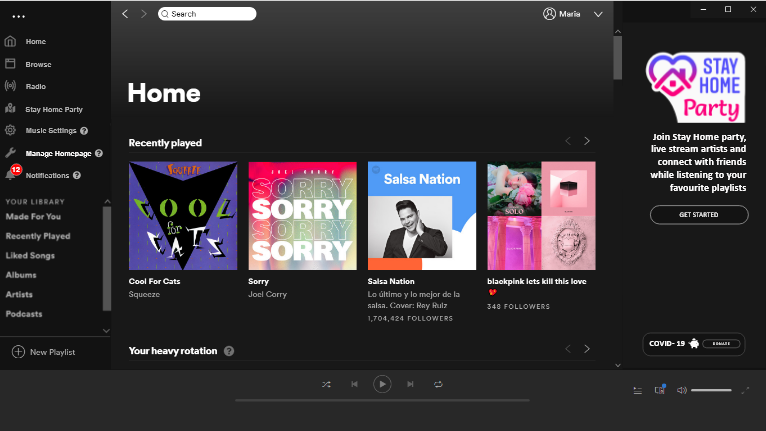 Search
Maria
Home
Browse
Radio
Stay Home Party
Music Settings ?
Manage Homepage ?
12
Notifications ?
YOUR LIBRARY
Made For You
Recently Played
Liked Songs
Albums
Artists
Podcasts
New Playlist
Home
Recently played
Squeeze
COOL
for
CATS
Cool For Cats
Squeeze
JOEL CORRY
SORRY
SORRY
SORRY
SORRY
Sorry
Joel Corry
Salsa Nation
Salsa Nation
Lo último y lo mejor de la
salsa. Cover: Rey Ruiz
1,704,424 FOLLOWERS
SOLO
blackpink lets kill this love
348 FOLLOWERS
Your heavy rotation ?
STAY
HOME
Party
Join Stay Home party,
live stream artists and
connect with friends
while listening to your
favourite playlists
GET STARTED
COVID- 19 DONATE